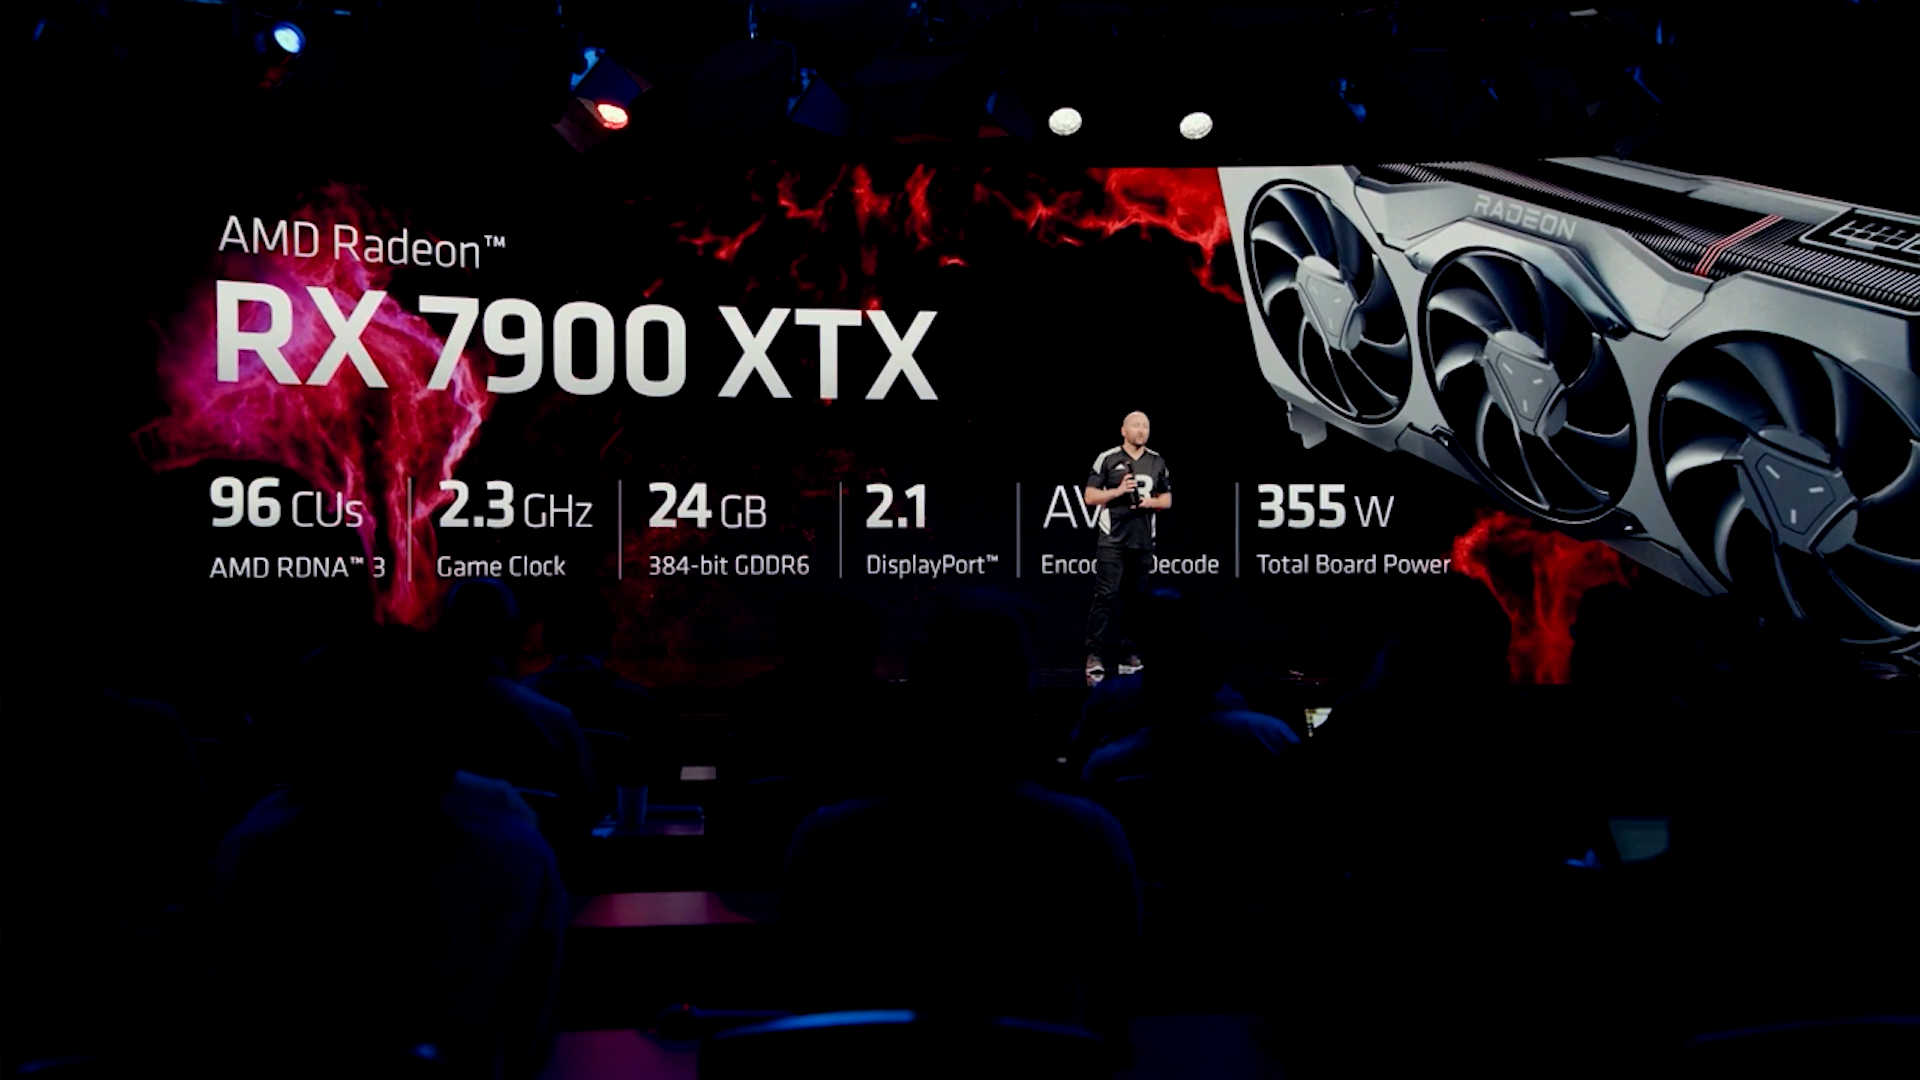 AMD Radeon™
RX 7900 XTX
RADEON
96 CUs
AMD RDNA™ 3
2.3 GHz
Game Clock
24 GB
384-bit GDDR6
2.1
DisplayPort™
Decode
355 W
Total Board Power